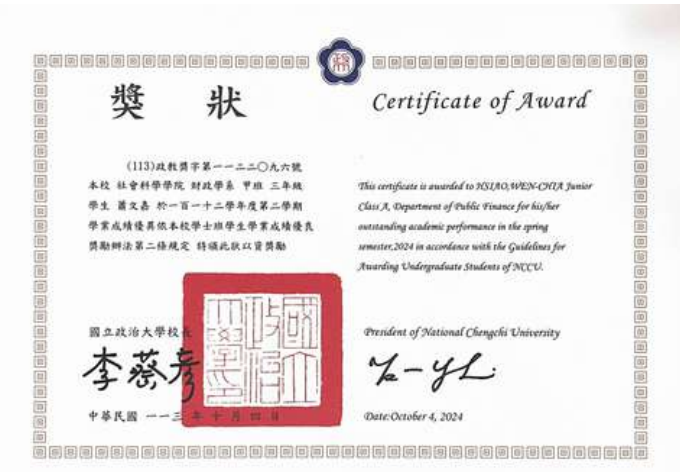 獎狀
(113)政教獎字第一一二二〇九六號
本校 社會科學學院 財政學系 甲班 三年級
學生 蕭文嘉 於一百一十二學年度第二學期
學業成績優異依本校學士班學生學業成績優良
獎勵辦法第二條規定 特頒此狀以資獎勵
國立政治大學校長
李蔡彥
中華民國 一一三 年 十 月 四 日
國立政治大學印
Certificate of Award
This certificate is awarded to HSIAO,WEN-CHIA Junior
Class A, Department of Public Finance for his/her
outstanding academic performance in the spring
semester,2024 in accordance with the Guidelines for
Awarding Undergraduate Students of NCCU.
President of National Chengchi University
Date:October 4, 2024